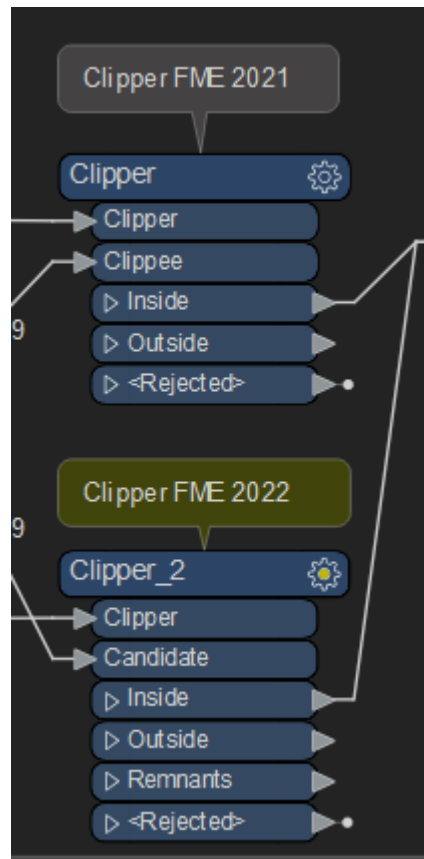 Clipper FME 2021
Clipper
Clipper
Clippee
Inside
Outside
<Rejected>
9
Clipper FME 2022
9
Clipper_2
Clipper
Candidate
Inside
Outside
Remnants
<Rejected>